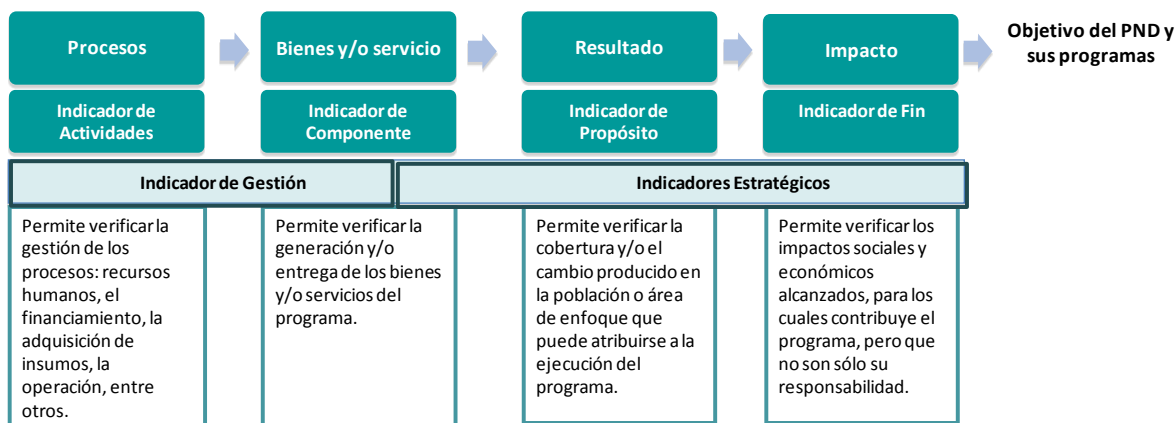 Procesos
Bienes y/o servicio
Resultado
Impacto
Objetivo del PND y
sus programas
Indicador de
Actividades
Indicador de
Componente
Indicador de
Propósito
Indicador de Fin
Indicador de Gestión
Indicadores Estratégicos
Permite verificar la
gestión de los
procesos: recursos
humanos, el
financiamiento, la
adquisición de
insumos, la
operación, entre
otros.
Permite verificar la
generación y/o
entrega de los bienes
y/o servicios del
programa.
Permite verificar la
cobertura y/o el
cambio producido en
la población o área
de enfoque que
puede atribuirse a la
ejecución del
programa.
Permite verificar los
impactos sociales y
económicos
alcanzados, para los
cuales contribuye el
programa, pero que
no son sólo su
responsabilidad.